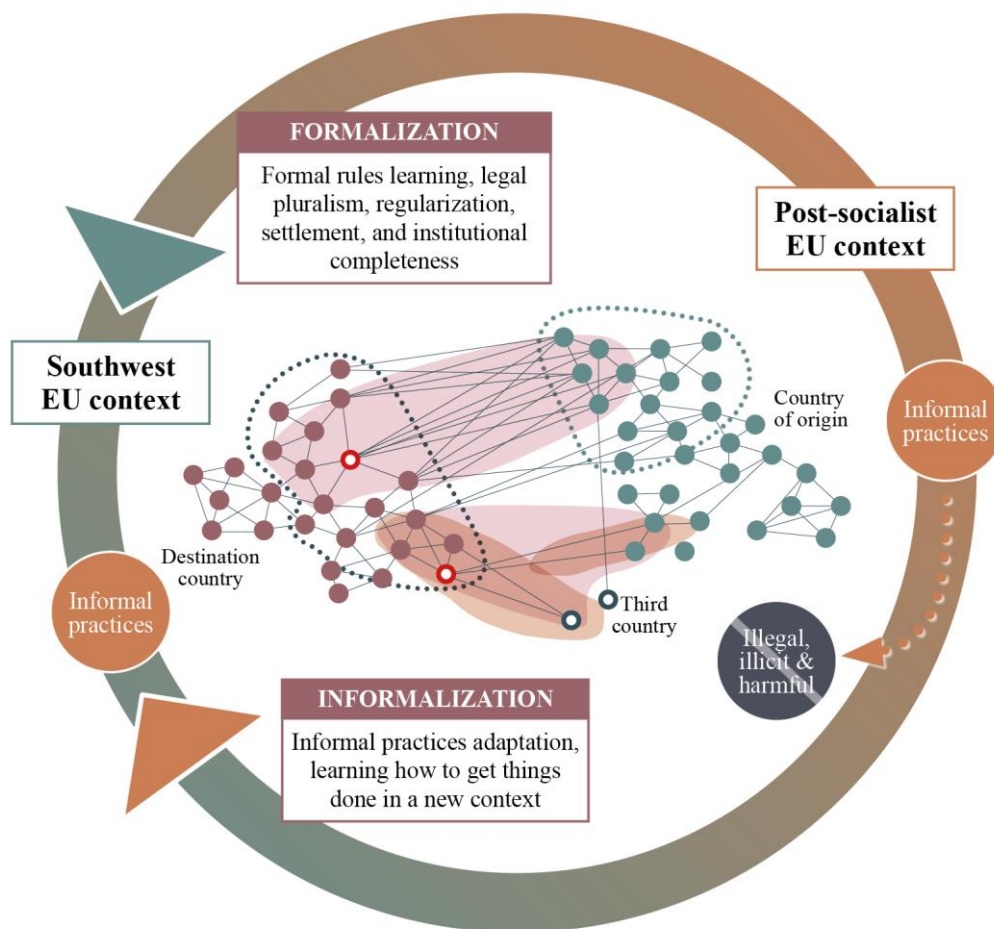 FORMALIZATION
Formal rules learning, legal
pluralism, regularization,
settlement, and institutional
completeness
Post-socialist
EU context
Southwest
EU context
Country
of origin
Informal
practices
Destination
country
Informal
practices
Third
country
Illegal,
illicit &
harmful
INFORMALIZATION
Informal practices adaptation,
learning how to get things
done in a new context